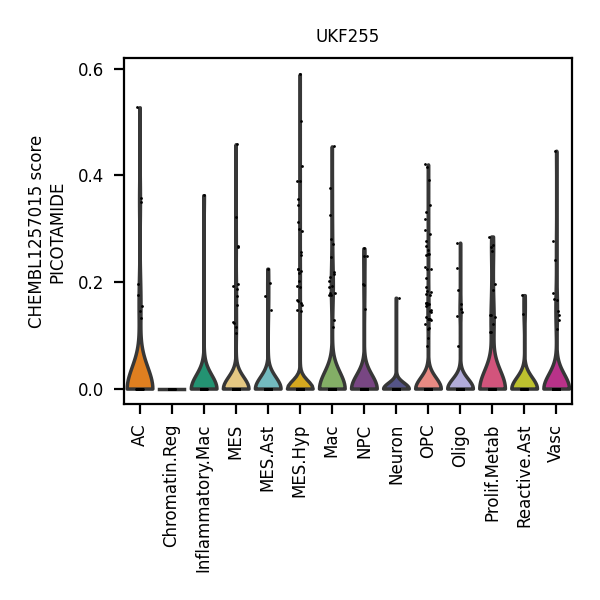 UKF255
CHEMBL1257015 score
PICOTAMIDE
0.6
0.4
0.2
0.0
AC
Chromatin.Reg
Inflammatory.Mac
MES
MES.Ast
MES.Hyp
Mac
NPC
Neuron
OPC
Oligo
Prolif.Metab
Reactive.Ast
Vasc